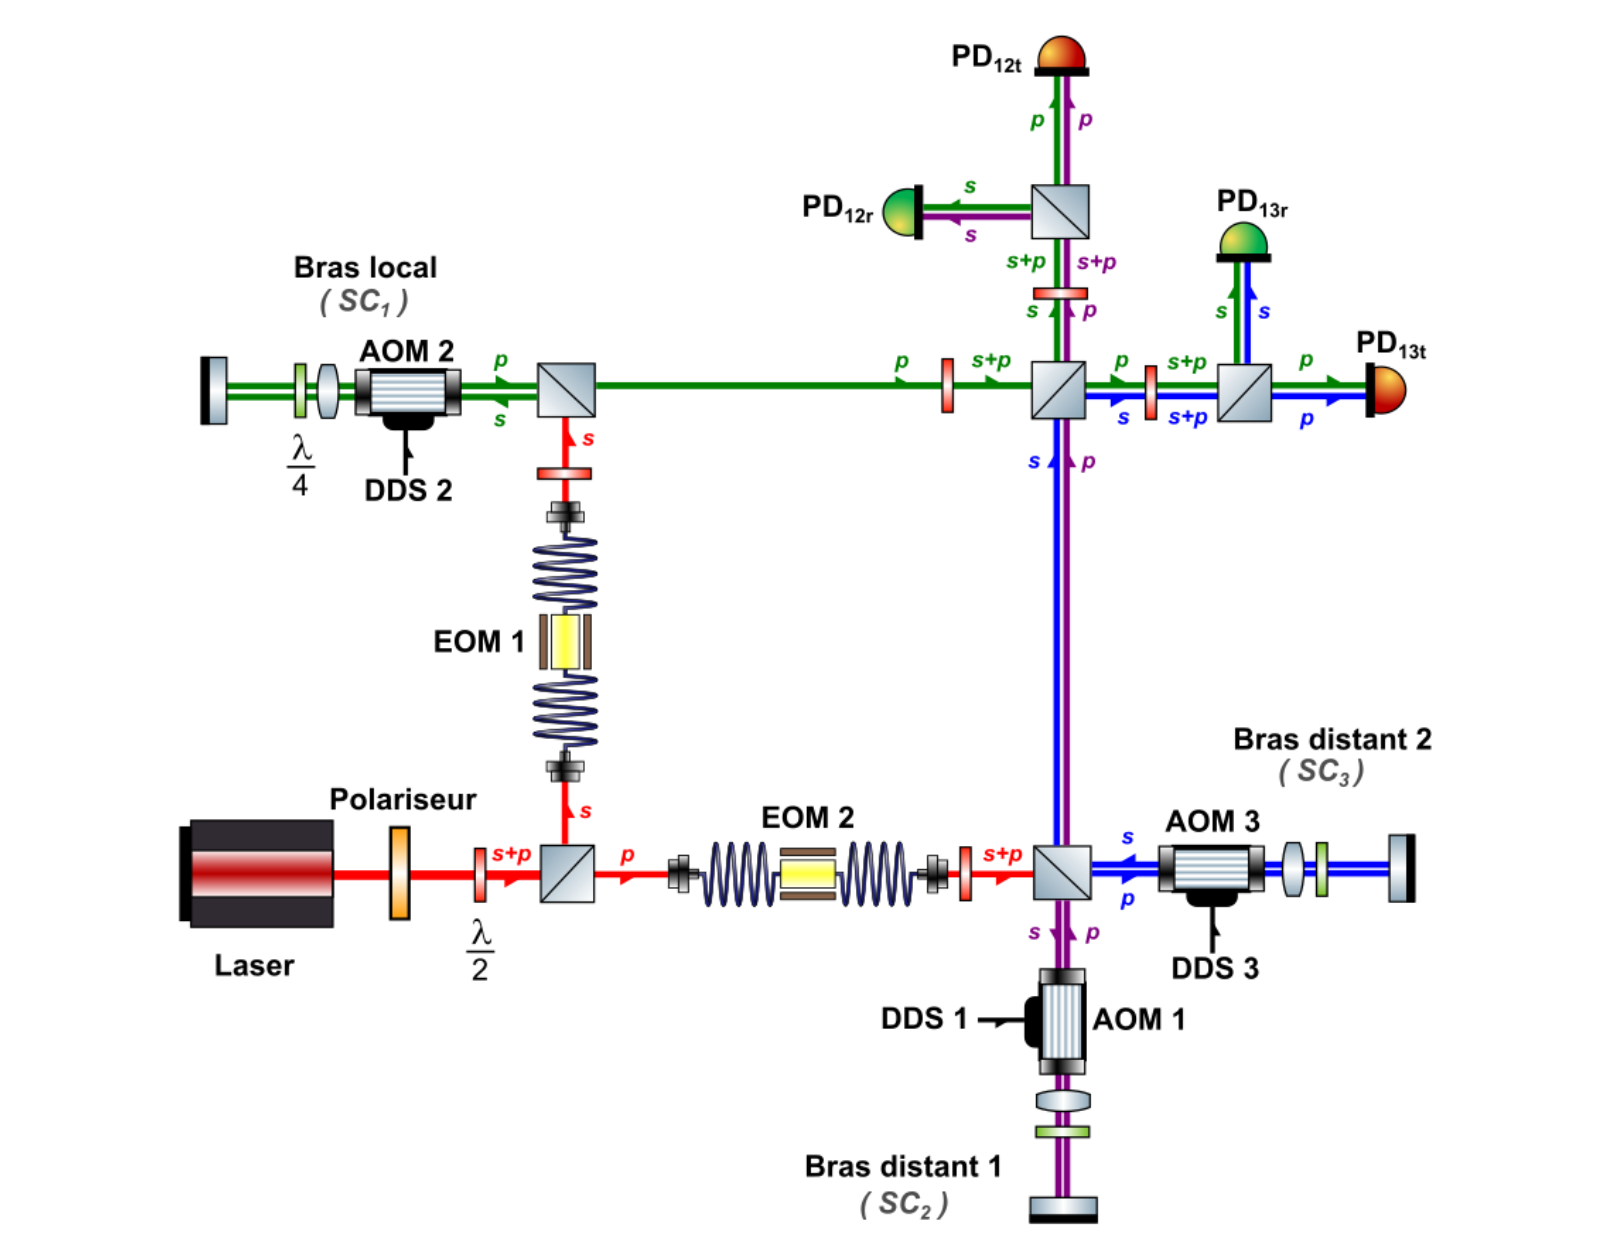 PD12t
p p
PD12r
s
s
s+p s+p
s p
PD13r
s s
PD13t
Bras local
( SC1 )
AOM 2
p
s
p
s+p
p
s
s+p
s+p
p
p
λ
4
DDS 2
s
s p
EOM 1
Bras distant 2
( SC3 )
Polariseur
s
s+p
p
EOM 2
s+p
AOM 3
s
p
λ
2
Laser
s p
DDS 3
DDS 1
AOM 1
Bras distant 1
( SC2 )